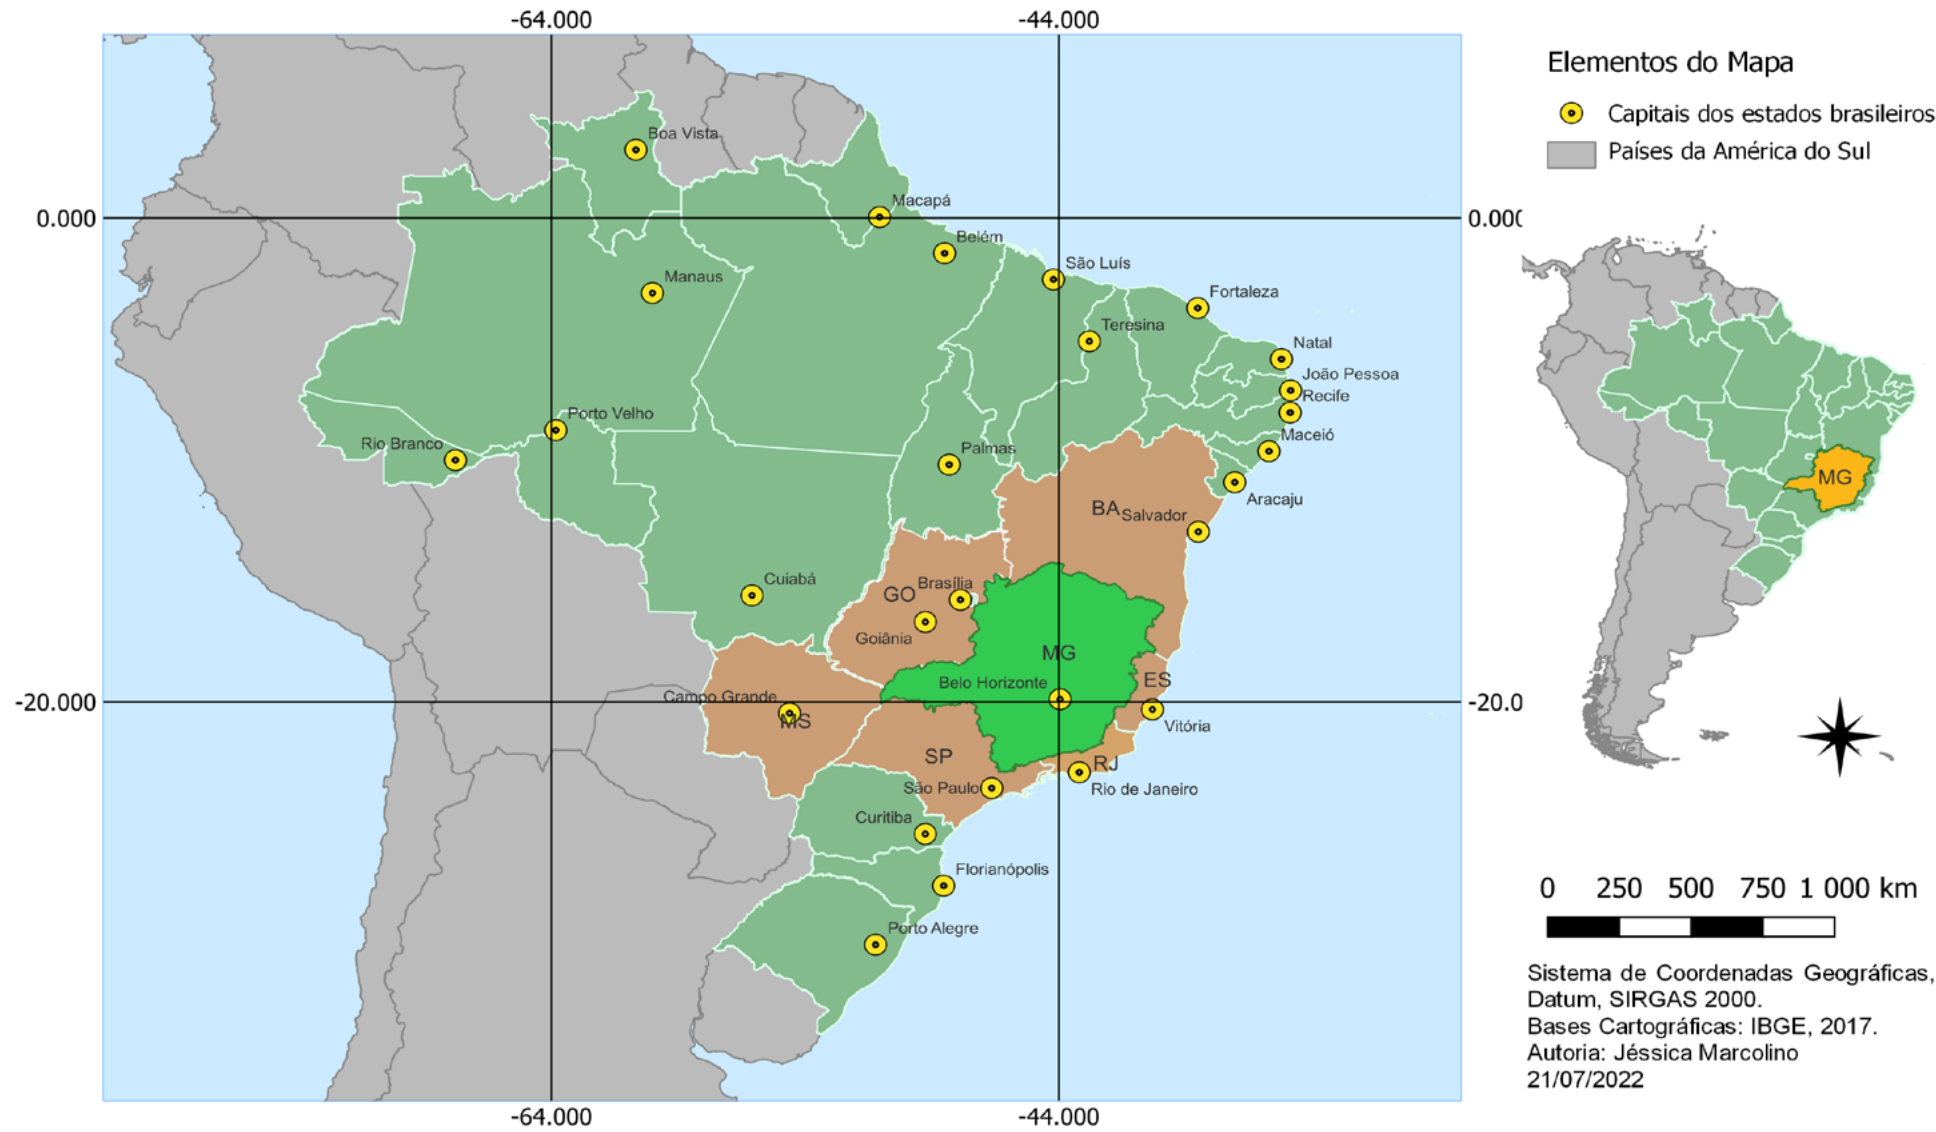 -64.000
-44.000
Elementos do Mapa
Capitais dos estados brasileiros
Países da América do Sul
Boa Vista
Macapá
0.000
0.000
Belém
São Luís
Manaus
Fortaleza
Teresina
Natal
João Pessoa
Recife
Porto Velho
Maceió
Rio Branco
Palmas
Aracaju
BA
Salvador
MG
Cuiabá
Brasília
GO
Goiânia
MG
ES
Belo Horizonte
Campo Grande
-20.000
-20.0
MS
Vitória
SP
RJ
São Paulo
Rio de Janeiro
Curitiba
Florianópolis
Porto Alegre
0 250 500 750 1 000 km
Sistema de Coordenadas Geográficas,
Datum, SIRGAS 2000.
Bases Cartográficas: IBGE, 2017.
Autoria: Jéssica Marcolino
21/07/2022
-64.000
-44.000